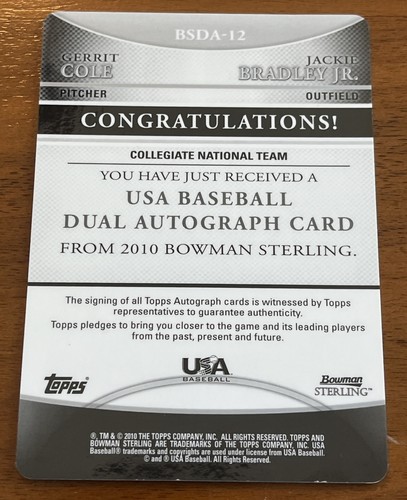 BSDA-12
GERRIT
COLE
JACKIE
BRADLEY JR.
PITCHER
OUTFIELD
CONGRATULATIONS!
COLLEGIATE NATIONAL TEAM
YOU HAVE JUST RECEIVED A
USA BASEBALL
DUAL AUTOGRAPH CARD
FROM 2010 BOWMAN STERLING.
The signing of all Topps Autograph cards is witnessed by Topps
representatives to guarantee authenticity.
Topps pledges to bring you closer to the game and its leading players
from the past, present and future.
USA
BASEBALL
Topps
Bowman
STERLING™
®, TM & © 2010 THE TOPPS COMPANY, INC. ALL RIGHTS RESERVED. TOPPS AND
BOWMAN STERLING ARE TRADEMARKS OF THE TOPPS COMPANY, INC. USA
Baseball® trademarks and copyrights are used under license from USA Baseball.
© and ® USA Baseball. All Rights Reserved.